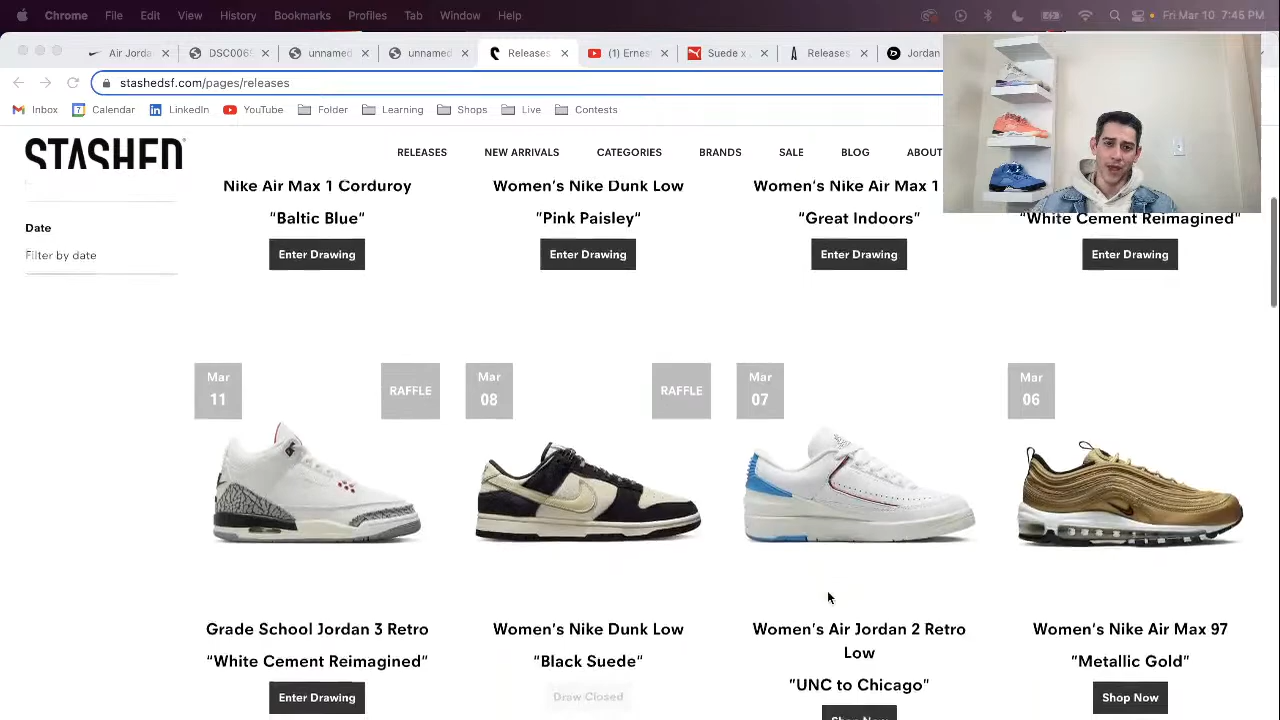 Chrome File Edit View History Bookmarks Profiles Tab Window Help Fri Mar 10 7:45 PM
Air Jorda DSC0065 unnamed unnamed Releases (1) Ernes Suede x Releases Jordan
stashedsf.com/pages/releases
Inbox Calendar LinkedIn YouTube Folder Learning Shops Live Contests
STASHED
RELEASES NEW ARRIVALS CATEGORIES BRANDS SALE BLOG ABOUT
Date
Filter by date
Nike Air Max 1 Corduroy
"Baltic Blue"
Enter Drawing
Women's Nike Dunk Low
"Pink Paisley"
Enter Drawing
Women's Nike Air Max 1
"Great Indoors"
Enter Drawing
"White Cement Reimagined"
Enter Drawing
Mar
11
RAFFLE
Grade School Jordan 3 Retro
"White Cement Reimagined"
Enter Drawing
Mar
08
RAFFLE
Women's Nike Dunk Low
"Black Suede"
Draw Closed
Mar
07
Women's Air Jordan 2 Retro
Low
"UNC to Chicago"
Shop Now
Mar
06
Women's Nike Air Max 97
"Metallic Gold"
Shop Now